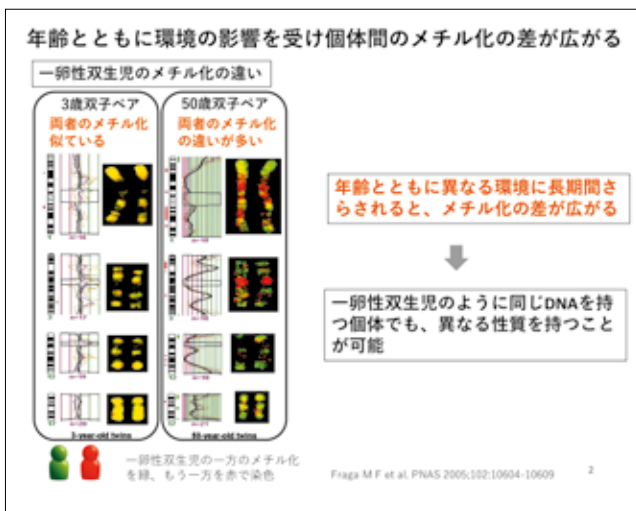 年齢とともに環境の影響を受け個体間のメチル化の差が広がる
一卵性双生児のメチル化の違い
3歳双子ペア
両者のメチル化
似ている
50歳双子ペア
両者のメチル化
の違いが多い
3-year-old twins
50-year-old twins
一卵性双生児の一方のメチル化
を緑、もう一方を赤で染色
年齢とともに異なる環境に長期間さ
らされると、メチル化の差が広がる
一卵性双生児のように同じDNAを持
つ個体でも、異なる性質を持つこと
が可能
Fraga M F et al. PNAS 2005;102:10604-10609
2